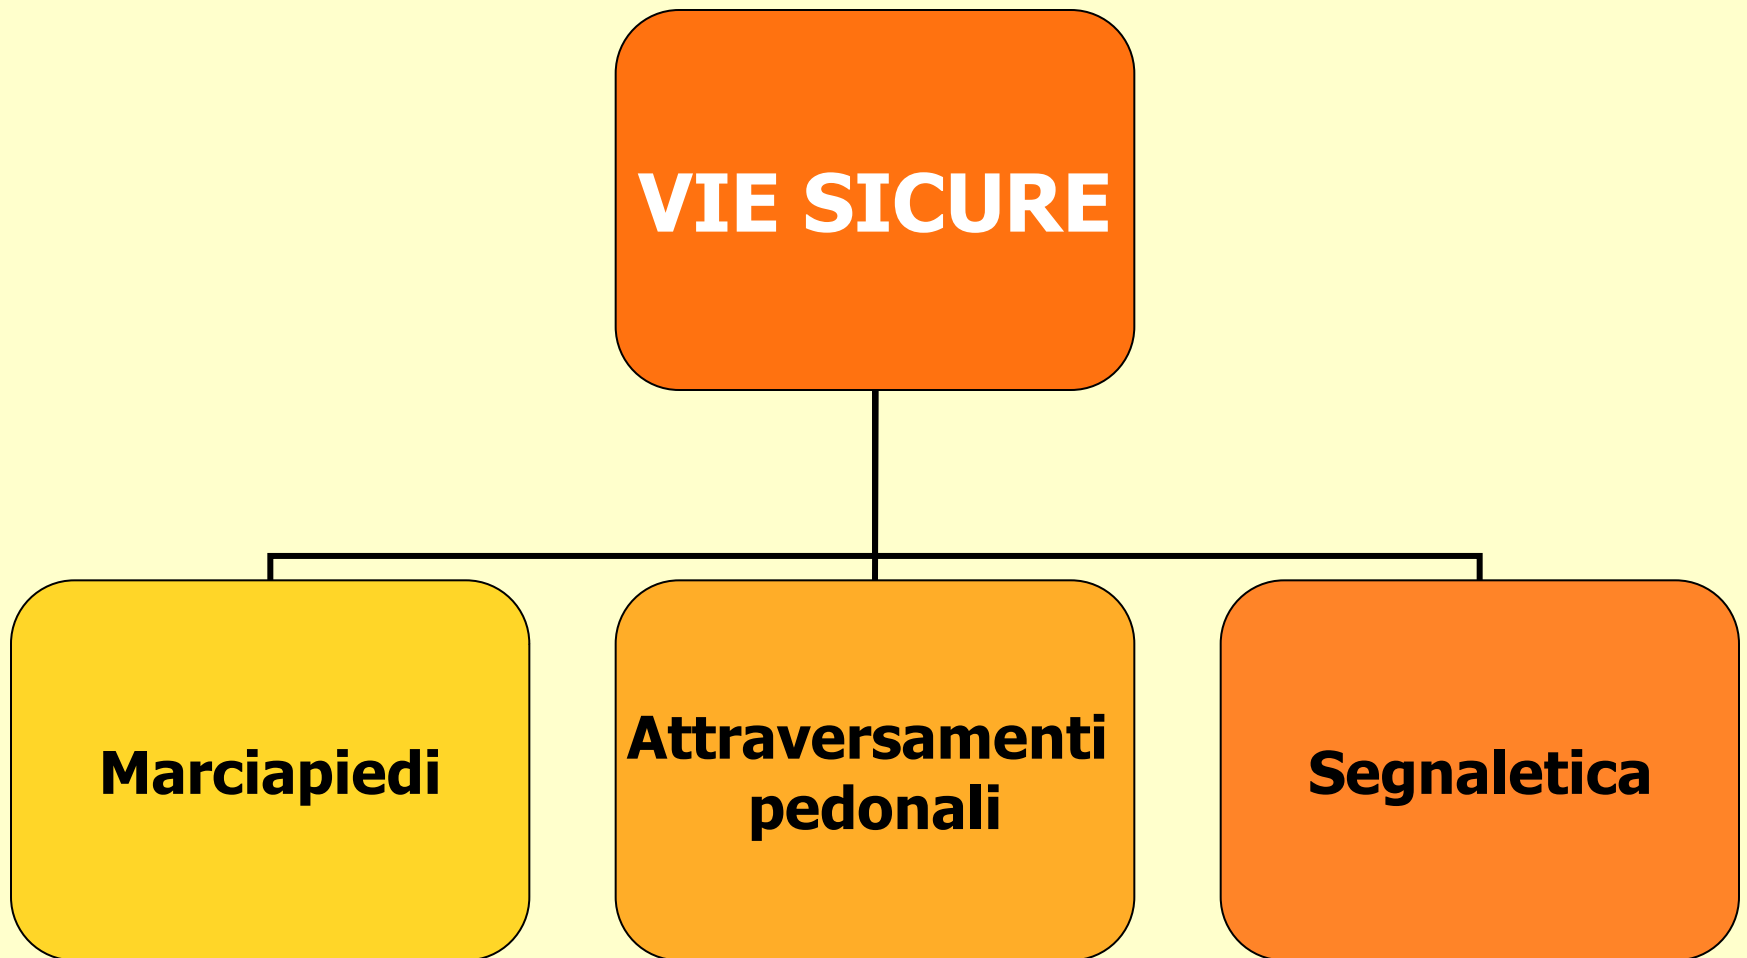 VIE SICURE
Marciapiedi
Attraversamenti
pedonali
Segnaletica